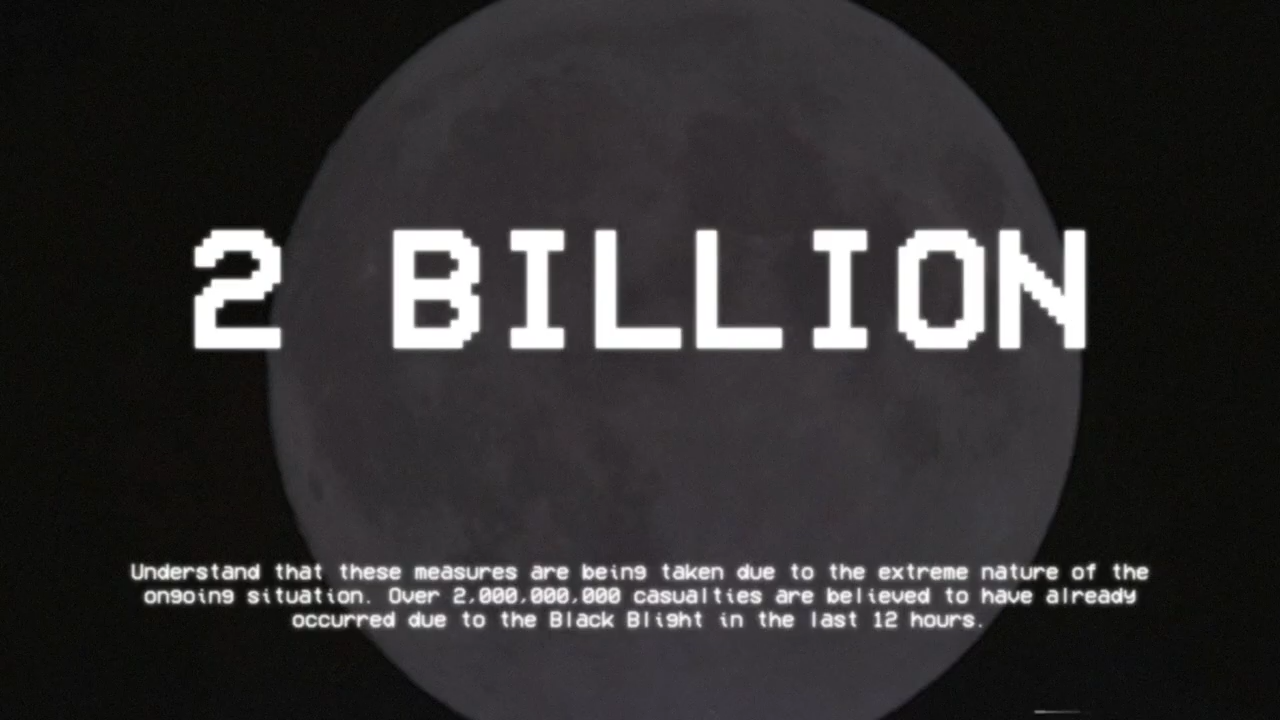 2 BILLION
Understand that these measures are being taken due to the extreme nature of the
ongoing situation. Over 2,000,000,000 casualties are believed to have already
occurred due to the Black Blight in the last 12 hours.